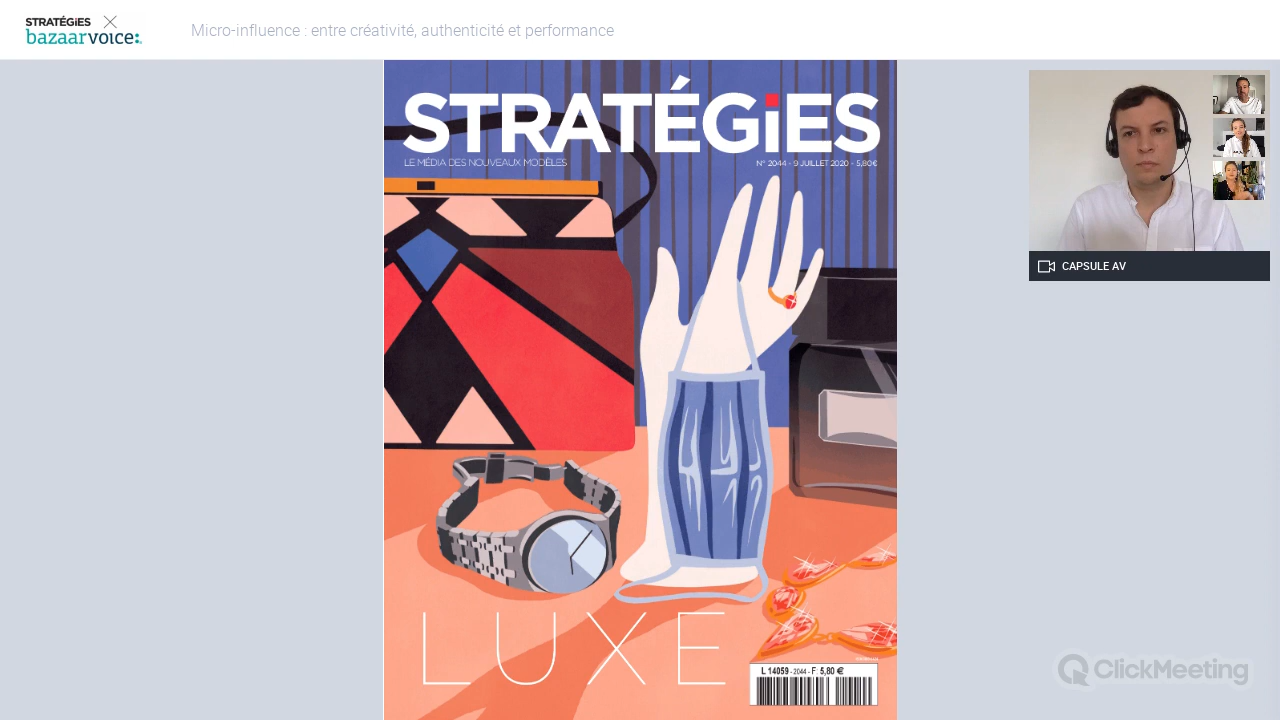 STRATÉGiES
bazaarvoice:
Micro-influence : entre créativité, authenticité et performance
STRATÉGiES
LE MÉDIA DES NOUVEAUX MODÈLES
N° 2044 - 9 JUILLET 2020 - 5,80€
CAPSULE AV
LUXE
L 14059 - 2044 - F: 5,80 €
ClickMeeting